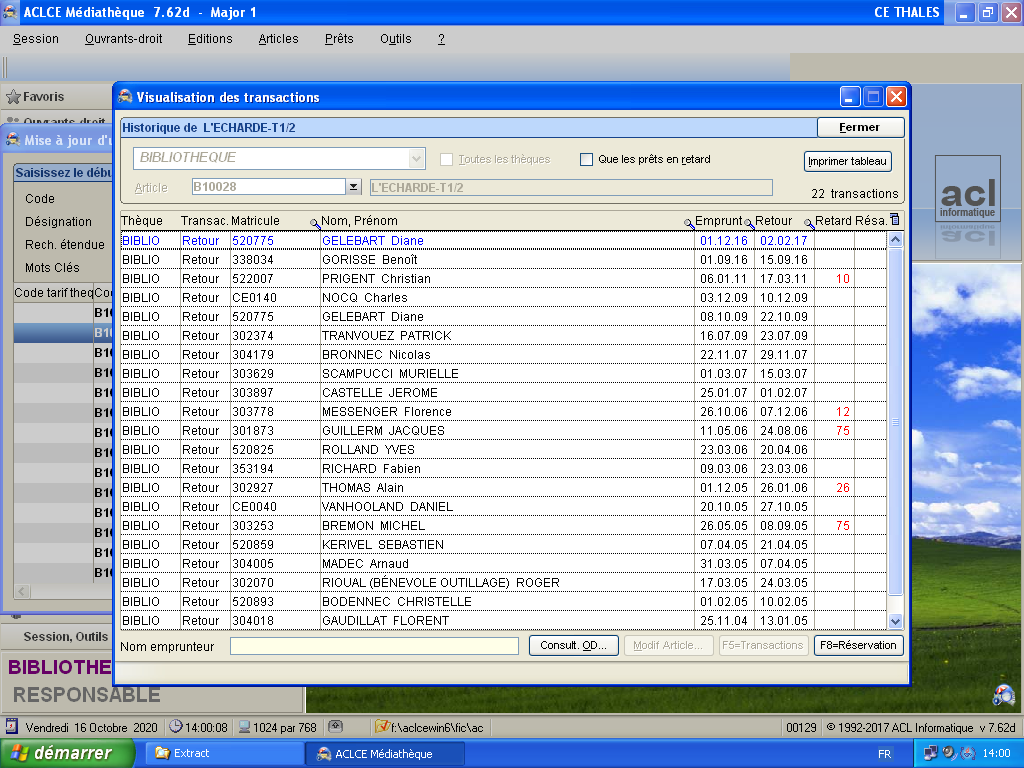 ACLCE Médiathèque 7.62d - Major 1 CE THALES
Session Ouvrants-droit Editions Articles Prêts Outils ?
Favoris
Ouvrants-droit
Mise à jour d'u
Saisissez le débu
Code
Désignation
Rech. étendue
Mots Clés
Code tarif theq Co
B10
B10
B10
B10
B10
B10
B10
B10
B10
B10
B10
B10
B10
B10
Session, Outils
BIBLIOTHE
RESPONSABLE
Visualisation des transactions
Historique de L'ECHARDE-T1/2 Fermer
BIBLIOTHEQUE Toutes les thèques Que les prêts en retard Imprimer tableau
Article B10028 L'ECHARDE-T1/2 22 transactions
Thèque Transac. Matricule Nom, Prénom Emprunt Retour Retard Résa.
BIBLIO Retour 520775 GELEBART Diane 01.12.16 02.02.17
BIBLIO Retour 338034 GORISSE Benoît 01.09.16 15.09.16
BIBLIO Retour 522007 PRIGENT Christian 06.01.11 17.03.11 10
BIBLIO Retour CE0140 NOCQ Charles 03.12.09 10.12.09
BIBLIO Retour 520775 GELEBART Diane 08.10.09 22.10.09
BIBLIO Retour 302374 TRANVOUEZ PATRICK 16.07.09 23.07.09
BIBLIO Retour 304179 BRONNEC Nicolas 22.11.07 29.11.07
BIBLIO Retour 303629 SCAMPUCCI MURIELLE 01.03.07 15.03.07
BIBLIO Retour 303897 CASTELLE JEROME 25.01.07 01.02.07
BIBLIO Retour 303778 MESSENGER Florence 26.10.06 07.12.06 12
BIBLIO Retour 301873 GUILLERM JACQUES 11.05.06 24.08.06 75
BIBLIO Retour 520825 ROLLAND YVES 23.03.06 20.04.06
BIBLIO Retour 353194 RICHARD Fabien 09.03.06 23.03.06
BIBLIO Retour 302927 THOMAS Alain 01.12.05 26.01.06 26
BIBLIO Retour CE0040 VANHOOLAND DANIEL 20.10.05 27.10.05
BIBLIO Retour 303253 BREMON MICHEL 26.05.05 08.09.05 75
BIBLIO Retour 520859 KERIVEL SEBASTIEN 07.04.05 21.04.05
BIBLIO Retour 304005 MADEC Arnaud 31.03.05 07.04.05
BIBLIO Retour 302070 RIOUAL (BÉNEVOLE OUTILLAGE) ROGER 17.03.05 24.03.05
BIBLIO Retour 520893 BODENNEC CHRISTELLE 01.02.05 10.02.05
BIBLIO Retour 304018 GAUDILLAT FLORENT 25.11.04 13.01.05
Nom emprunteur Consult. OD... Modif Article... F5=Transactions F8=Réservation
acl
informatique
Vendredi 16 Octobre 2020 14:00:08 1024 par 768 f:\aclcewin6\fic\ac 00129 © 1992-2017 ACL Informatique v 7.62d
démarrer Extract ACLCE Médiathèque FR 14:00